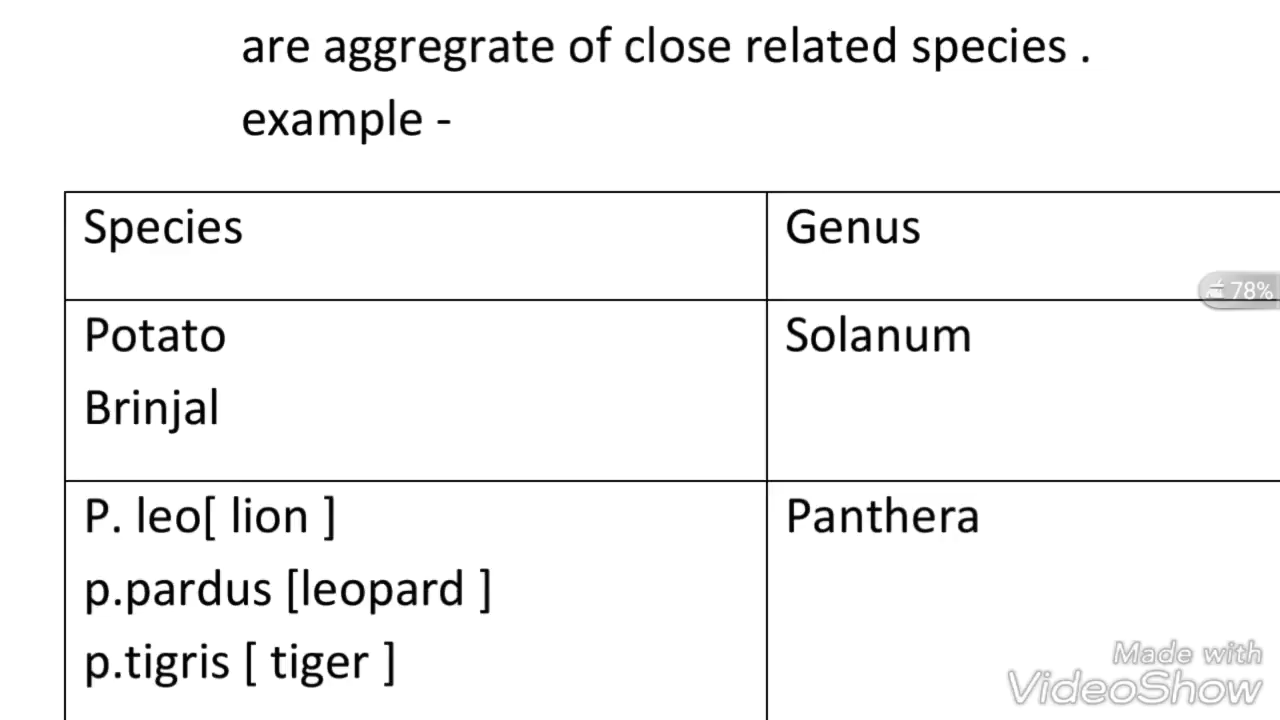 are aggregrate of close related species .
example -
Species
Genus
78%
Potato
Solanum
Brinjal
P. leo[ lion ]
Panthera
p.pardus [leopard ]
p.tigris [ tiger ]
Made with
VideoShow